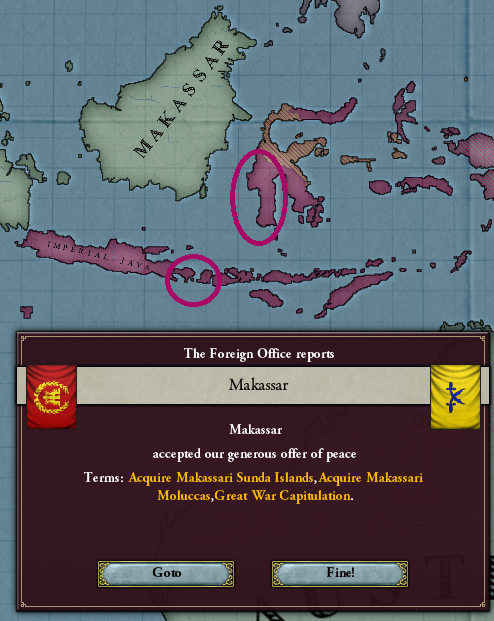 MAKASSAR
IMPERIAL JAVA
The Foreign Office reports
Makassar
Makassar
accepted our generous offer of peace
Terms: Acquire Makassari Sunda Islands,Acquire Makassari
Moluccas,Great War Capitulation.
Goto
Fine!